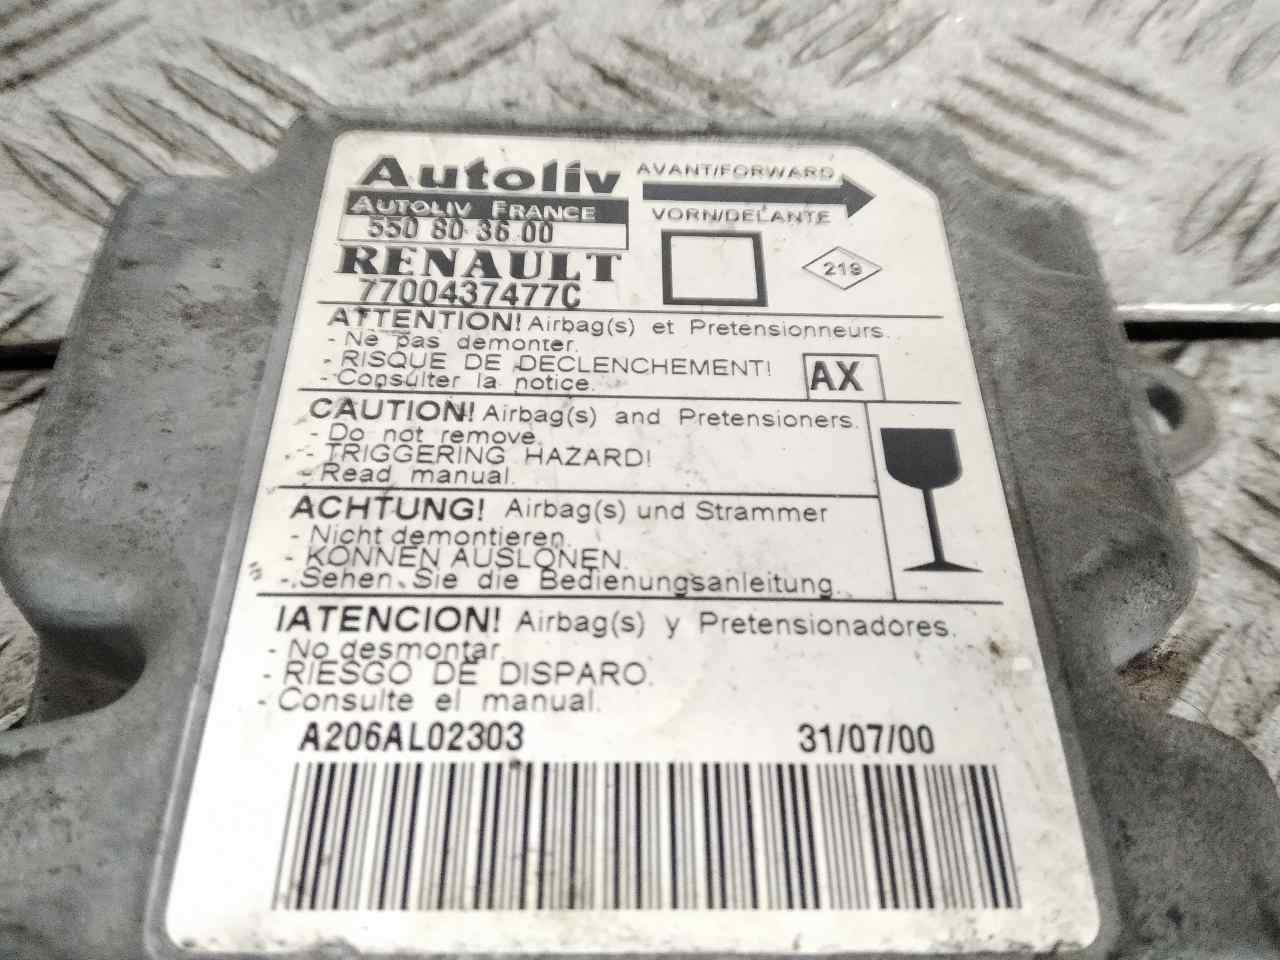 Autoliv
AVANT/FORWARD
AUTOLIV FRANCE
VORN/DELANTE
550 80 36 00
RENAULT
219
7700437477C
ATTENTION! Airbag(s) et Pretensionneurs.
- Ne pas demonter.
- RISQUE DE DECLENCHEMENT!
- Consulter la notice.
AX
CAUTION! Airbag(s) and Pretensioners.
- Do not remove.
- TRIGGERING HAZARD!
- Read manual.
ACHTUNG! Airbag(s) und Strammer
- Nicht demontieren.
- KONNEN AUSLONEN.
- Sehen Sie die Bedienungsanleitung.
IATENCION! Airbag(s) y Pretensionadores.
- No desmontar.
- RIESGO DE DISPARO.
- Consulte el manual.
A206AL02303
31/07/00